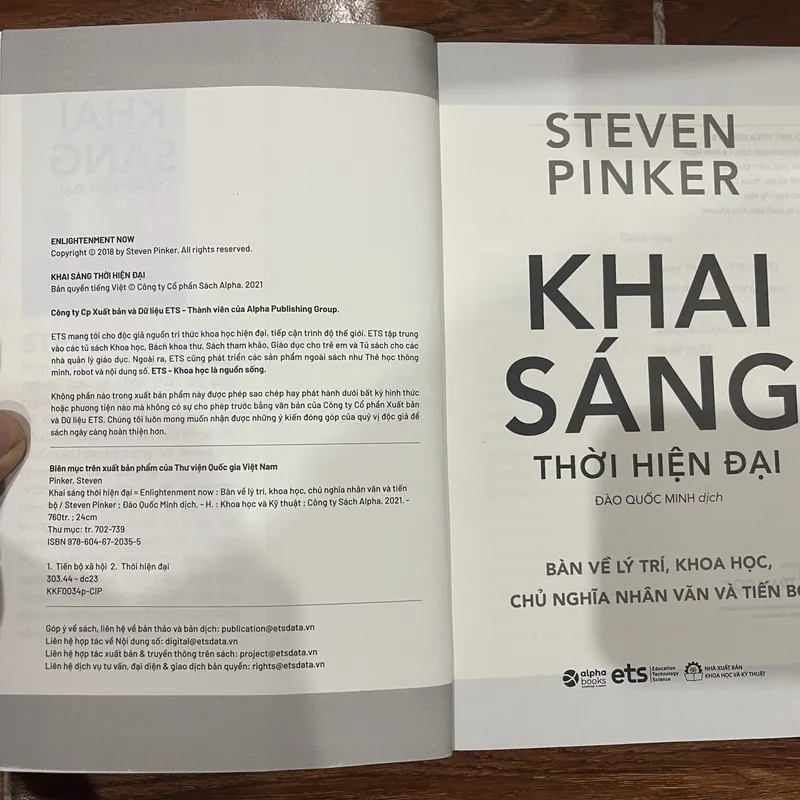 ENLIGHTENMENT NOW
Copyright © 2018 by Steven Pinker. All rights reserved.
KHAI SÁNG THỜI HIỆN ĐẠI
Bản quyền tiếng Việt © Công ty Cổ phần Sách Alpha, 2021
Công ty Cp Xuất bản và Dữ liệu ETS - Thành viên của Alpha Publishing Group.
ETS mang tới cho độc giả nguồn tri thức khoa học hiện đại, tiếp cận trình độ thế giới. ETS tập trung
vào các tủ sách Khoa học, Bách khoa thư, Sách tham khảo, Giáo dục cho trẻ em và Tủ sách cho các
nhà quản lý giáo dục. Ngoài ra, ETS cũng phát triển các sản phẩm ngoài sách như Thẻ học thông
minh, robot và nội dung số. ETS - Khoa học là nguồn sống.
Không phần nào trong xuất bản phẩm này được phép sao chép hay phát hành dưới bất kỳ hình thức
hoặc phương tiện nào mà không có sự cho phép trước bằng văn bản của Công ty Cổ phần Xuất bản
và Dữ liệu ETS. Chúng tôi luôn mong muốn nhận được những ý kiến đóng góp của quý vị độc giả để
sách ngày càng hoàn thiện hơn.
Biên mục trên xuất bản phẩm của Thư viện Quốc gia Việt Nam
Pinker, Steven
Khai sáng thời hiện đại = Enlightenment now : Bàn về lý trí, khoa học, chủ nghĩa nhân văn và tiến
bộ / Steven Pinker ; Đào Quốc Minh dịch. - H. : Khoa học và Kỹ thuật ; Công ty Sách Alpha, 2021. -
760tr. ; 24cm
Thư mục: tr. 702-739
ISBN 978-604-67-2035-5
1. Tiến bộ xã hội 2. Thời hiện đại
303.44 - dc23
KKF0034p-CIP
Góp ý về sách, liên hệ về bản thảo và bản dịch: publication@etsdata.vn
Liên hệ hợp tác về Nội dung số: digital@etsdata.vn
Liên hệ hợp tác xuất bản & truyền thông trên sách: project@etsdata.vn
Liên hệ dịch vụ tư vấn, đại diện & giao dịch bản quyền: rights@etsdata.vn
STEVEN
PINKER
KHAI
SÁNG
THỜI HIỆN ĐẠI
ĐÀO QUỐC MINH dịch
BÀN VỀ LÝ TRÍ, KHOA HỌC,
CHỦ NGHĨA NHÂN VĂN VÀ TIẾN BỘ
alpha
books
ets
Education
Technology
Science
NHÀ XUẤT BẢN
KHOA HỌC VÀ KỸ THUẬT